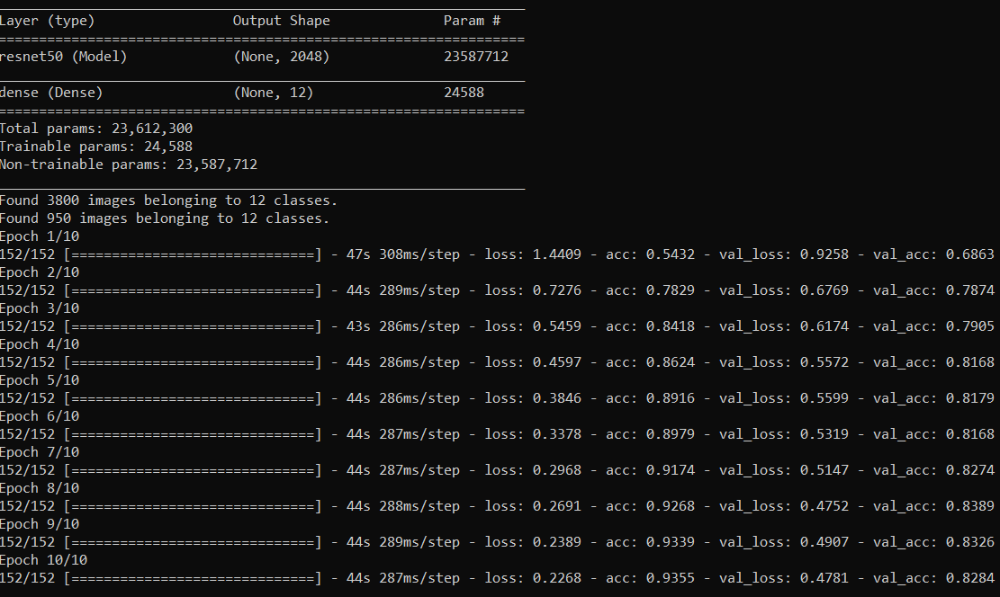 Layer (type)                 Output Shape              Param #
=================================================================
resnet50 (Model)             (None, 2048)              23587712
_________________________________________________________________
dense (Dense)                (None, 12)                24588
=================================================================
Total params: 23,612,300
Trainable params: 24,588
Non-trainable params: 23,587,712
_________________________________________________________________
Found 3800 images belonging to 12 classes.
Found 950 images belonging to 12 classes.
Epoch 1/10
152/152 [==============================] - 47s 308ms/step - loss: 1.4409 - acc: 0.5432 - val_loss: 0.9258 - val_acc: 0.6863
Epoch 2/10
152/152 [==============================] - 44s 289ms/step - loss: 0.7276 - acc: 0.7829 - val_loss: 0.6769 - val_acc: 0.7874
Epoch 3/10
152/152 [==============================] - 43s 286ms/step - loss: 0.5459 - acc: 0.8418 - val_loss: 0.6174 - val_acc: 0.7905
Epoch 4/10
152/152 [==============================] - 44s 286ms/step - loss: 0.4597 - acc: 0.8624 - val_loss: 0.5572 - val_acc: 0.8168
Epoch 5/10
152/152 [==============================] - 44s 286ms/step - loss: 0.3846 - acc: 0.8916 - val_loss: 0.5599 - val_acc: 0.8179
Epoch 6/10
152/152 [==============================] - 44s 287ms/step - loss: 0.3378 - acc: 0.8979 - val_loss: 0.5319 - val_acc: 0.8168
Epoch 7/10
152/152 [==============================] - 44s 287ms/step - loss: 0.2968 - acc: 0.9174 - val_loss: 0.5147 - val_acc: 0.8274
Epoch 8/10
152/152 [==============================] - 44s 288ms/step - loss: 0.2691 - acc: 0.9268 - val_loss: 0.4752 - val_acc: 0.8389
Epoch 9/10
152/152 [==============================] - 44s 289ms/step - loss: 0.2389 - acc: 0.9339 - val_loss: 0.4907 - val_acc: 0.8326
Epoch 10/10
152/152 [==============================] - 44s 287ms/step - loss: 0.2268 - acc: 0.9355 - val_loss: 0.4781 - val_acc: 0.8284